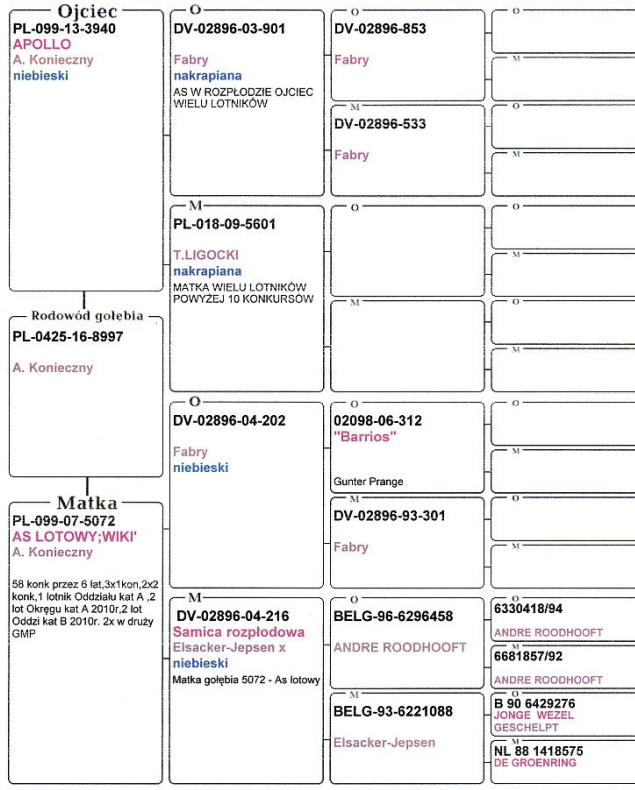 Ojciec
PL-099-13-3940
APOLLO
A. Konieczny
niebieski
Rodowód gołębia
PL-0425-16-8997
A. Konieczny
Matka
PL-099-07-5072
AS LOTOWY;WIKI'
A. Konieczny
58 konk przez 6 lat,3x1kon,2x2
konk,1 lotnik Oddziału kat A ,2
lot Okręgu kat A 2010r,2 lot
Oddzi kat B 2010r. 2x w druży
GMP
O
DV-02896-03-901
Fabry
nakrapiana
AS W ROZPŁODZIE OJCIEC
WIELU LOTNIKÓW
M
PL-018-09-5601
T.LIGOCKI
nakrapiana
MATKA WIELU LOTNIKÓW
POWYŻEJ 10 KONKURSÓW
O
DV-02896-04-202
Fabry
niebieski
M
DV-02896-04-216
Samica rozpłodowa
Elsacker-Jepsen x
niebieski
Matka gołębia 5072 - As lotowy
O
DV-02896-853
Fabry
M
DV-02896-533
Fabry
O
M
O
02098-06-312
"Barrios"
Gunter Prange
M
DV-02896-93-301
Fabry
O
BELG-96-6296458
ANDRE ROODHOOFT
M
BELG-93-6221088
Elsacker-Jepsen
O
M
O
M
O
M
O
M
O
M
O
M
O
6330418/94
ANDRE ROODHOOFT
M
6681857/92
ANDRE ROODHOOFT
O
B 90 6429276
JONGE WEZEL
GESCHELPT
M
NL 88 1418575
DE GROENRING